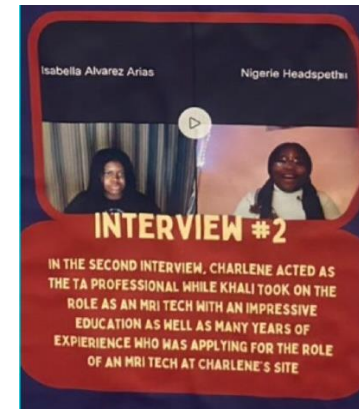 Isabella Alvarez Arias
Nigerie Headspeth
INTERVIEW #2
IN THE SECOND INTERVIEW, CHARLENE ACTED AS
THE TA PROFESSIONAL WHILE KHALI TOOK ON THE
ROLE AS AN MRI TECH WITH AN IMPRESSIVE
EDUCATION AS WELL AS MANY YEARS OF
EXPIERIENCE WHO WAS APPLYING FOR THE ROLE
OF AN MRI TECH AT CHARLENE'S SITE